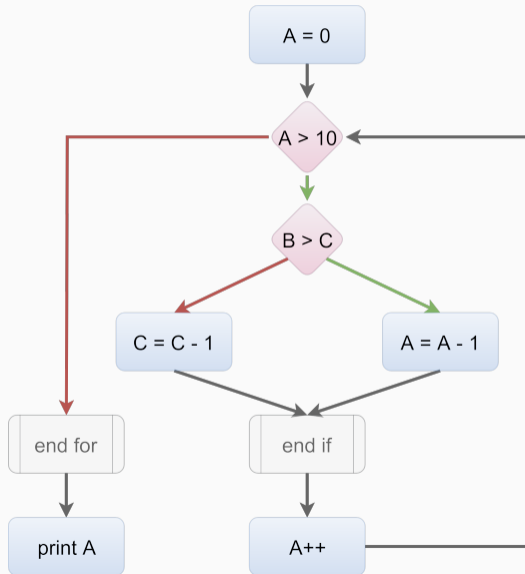 A = 0
A > 10
B > C
C = C - 1
A = A - 1
end for
end if
print A
A++